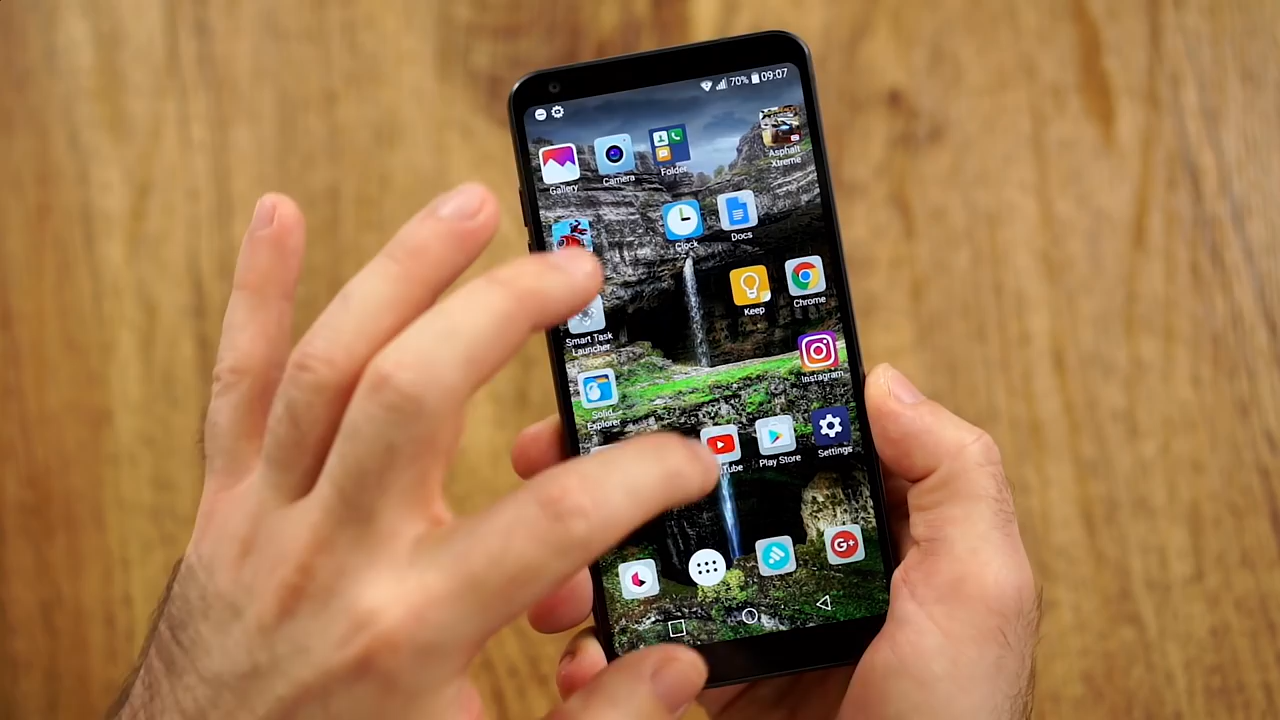 70% 09:07
Gallery
Camera
Folder
Asphalt
Xtreme
Clock
Docs
Keep
Chrome
Smart Task
Launcher
Instagram
Solid
Explorer
Tube
Play Store
Settings
G+